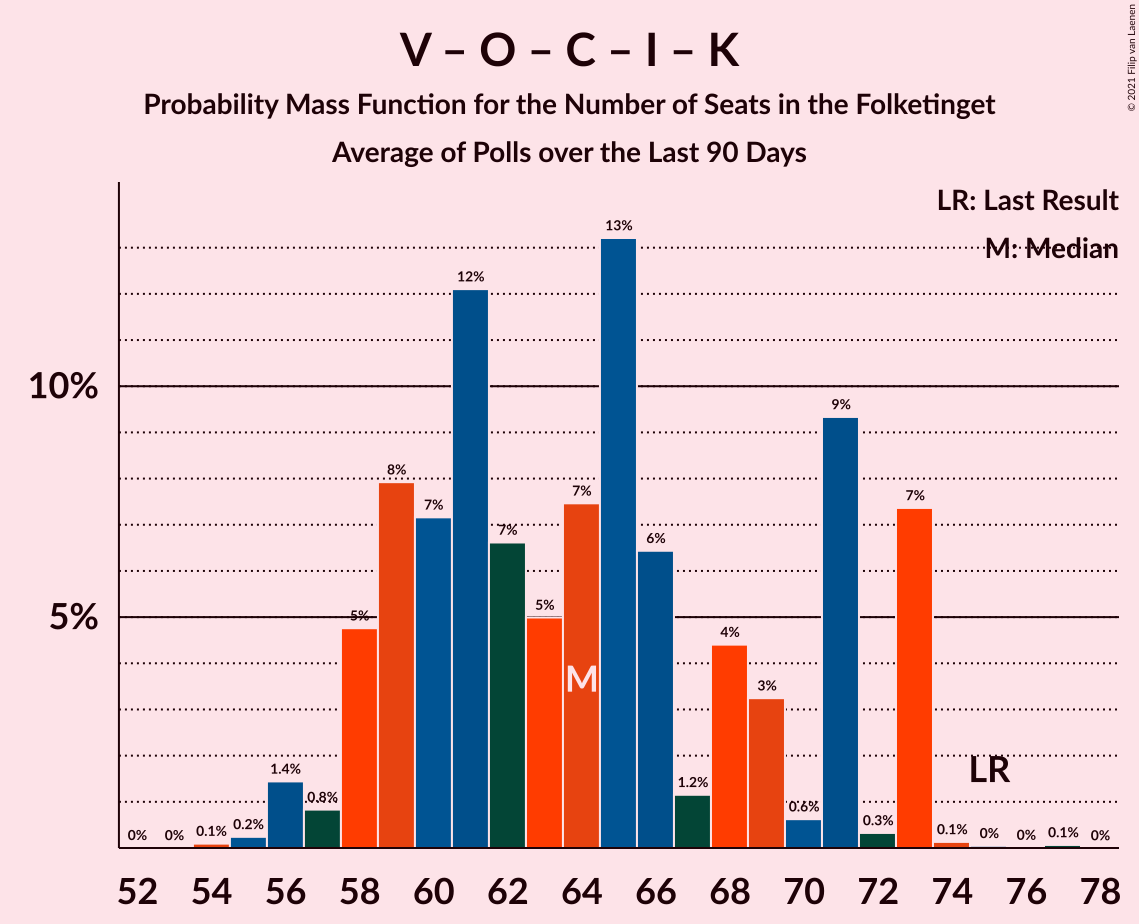 V – O – C – I – K
Probability Mass Function for the Number of Seats in the Folketinget
Average of Polls over the Last 90 Days
© 2021 Filip van Laenen
LR: Last Result
M: Median
13%
12%
10%
9%
8%
7%
7%
7%
7%
6%
5%
5%
5%
4%
3%
M
LR
1.4%
0.8%
1.2%
0.6%
0% 0% 0.1% 0.2% 0.3% 0.1% 0% 0% 0.1% 0%
52 54 56 58 60 62 64 66 68 70 72 74 76 78